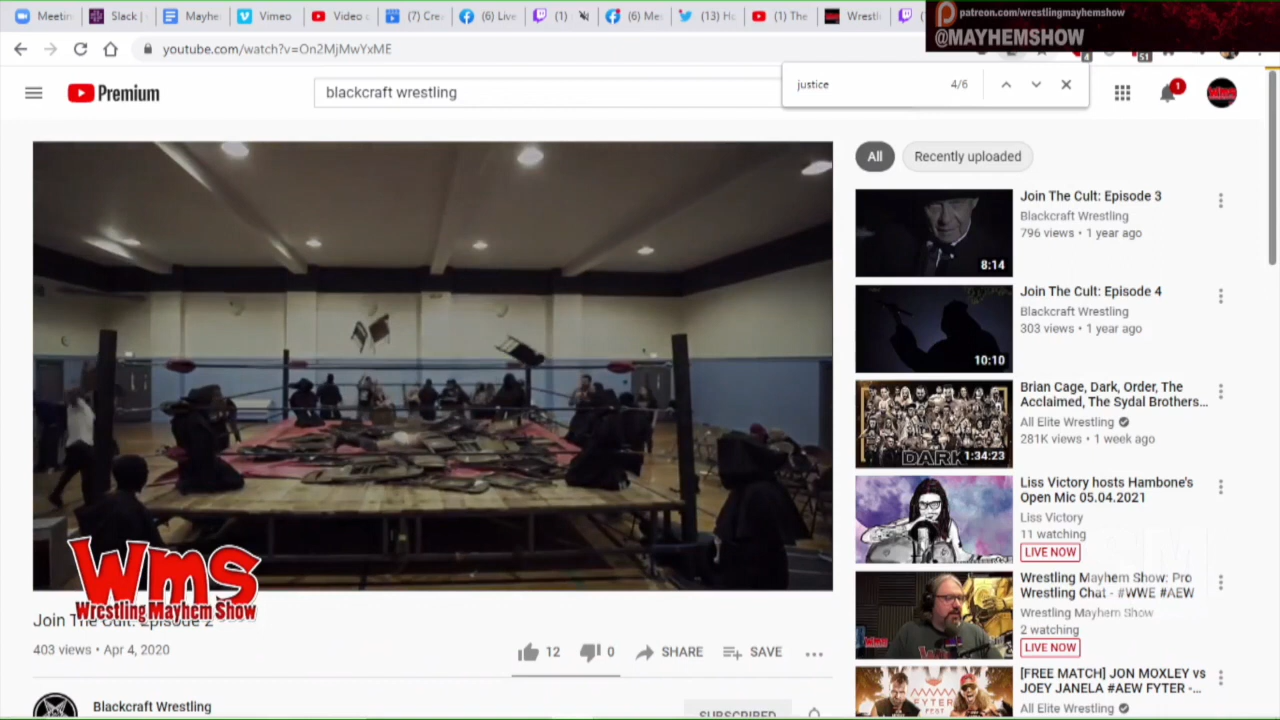 Meetin
Slack |
Mayhe
Vimeo
Video c
(1) Cre
(6) Live
(1)
(6) Me
(13) H
(1) The
Wrestl
patreon.com/wrestlingmayhemshow
@MAYHEMSHOW
youtube.com/watch?v=On2MjMwYxME
4
51
justice
4/6
Premium
blackcraft wrestling
1
All
Recently uploaded
Join The Cult: Episode 3
Blackcraft Wrestling
796 views • 1 year ago
8:14
Join The Cult: Episode 4
Blackcraft Wrestling
303 views • 1 year ago
10:10
Brian Cage, Dark, Order, The
Acclaimed, The Sydal Brothers...
All Elite Wrestling
281K views • 1 week ago
DARK
1:34:23
Liss Victory hosts Hambone's
Open Mic 05.04.2021
Liss Victory
11 watching
LIVE NOW
Wrestling Mayhem Show: Pro
Wrestling Chat - #WWE #AEW
Wrestling Mayhem Show
2 watching
LIVE NOW
[FREE MATCH] JON MOXLEY vs
JOEY JANELA #AEW FYTER -...
All Elite Wrestling
FYTER
FEST
wms
Wrestling Mayhem Show
Join The Cult: Episode 2
403 views • Apr 4, 2020
12
0
SHARE
SAVE
Blackcraft Wrestling
SUBSCRIBED